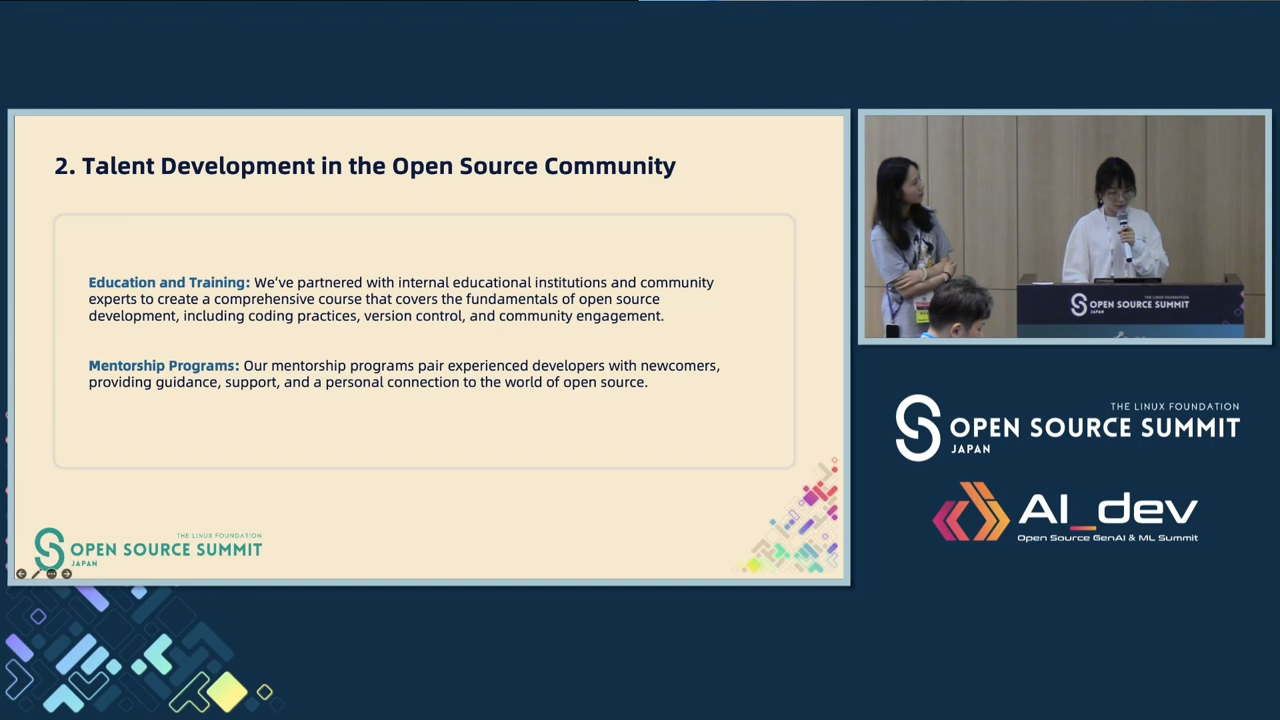 2. Talent Development in the Open Source Community
Education and Training: We've partnered with internal educational institutions and community
experts to create a comprehensive course that covers the fundamentals of open source
development, including coding practices, version control, and community engagement.
Mentorship Programs: Our mentorship programs pair experienced developers with newcomers,
providing guidance, support, and a personal connection to the world of open source.
THE LINUX FOUNDATION
OPEN SOURCE SUMMIT
JAPAN
THE LINUX FOUNDATION
OPEN SOURCE SUMMIT
JAPAN
THE LINUX FOUNDATION
OPEN SOURCE SUMMIT
JAPAN
AI_dev
Open Source GenAI & ML Summit